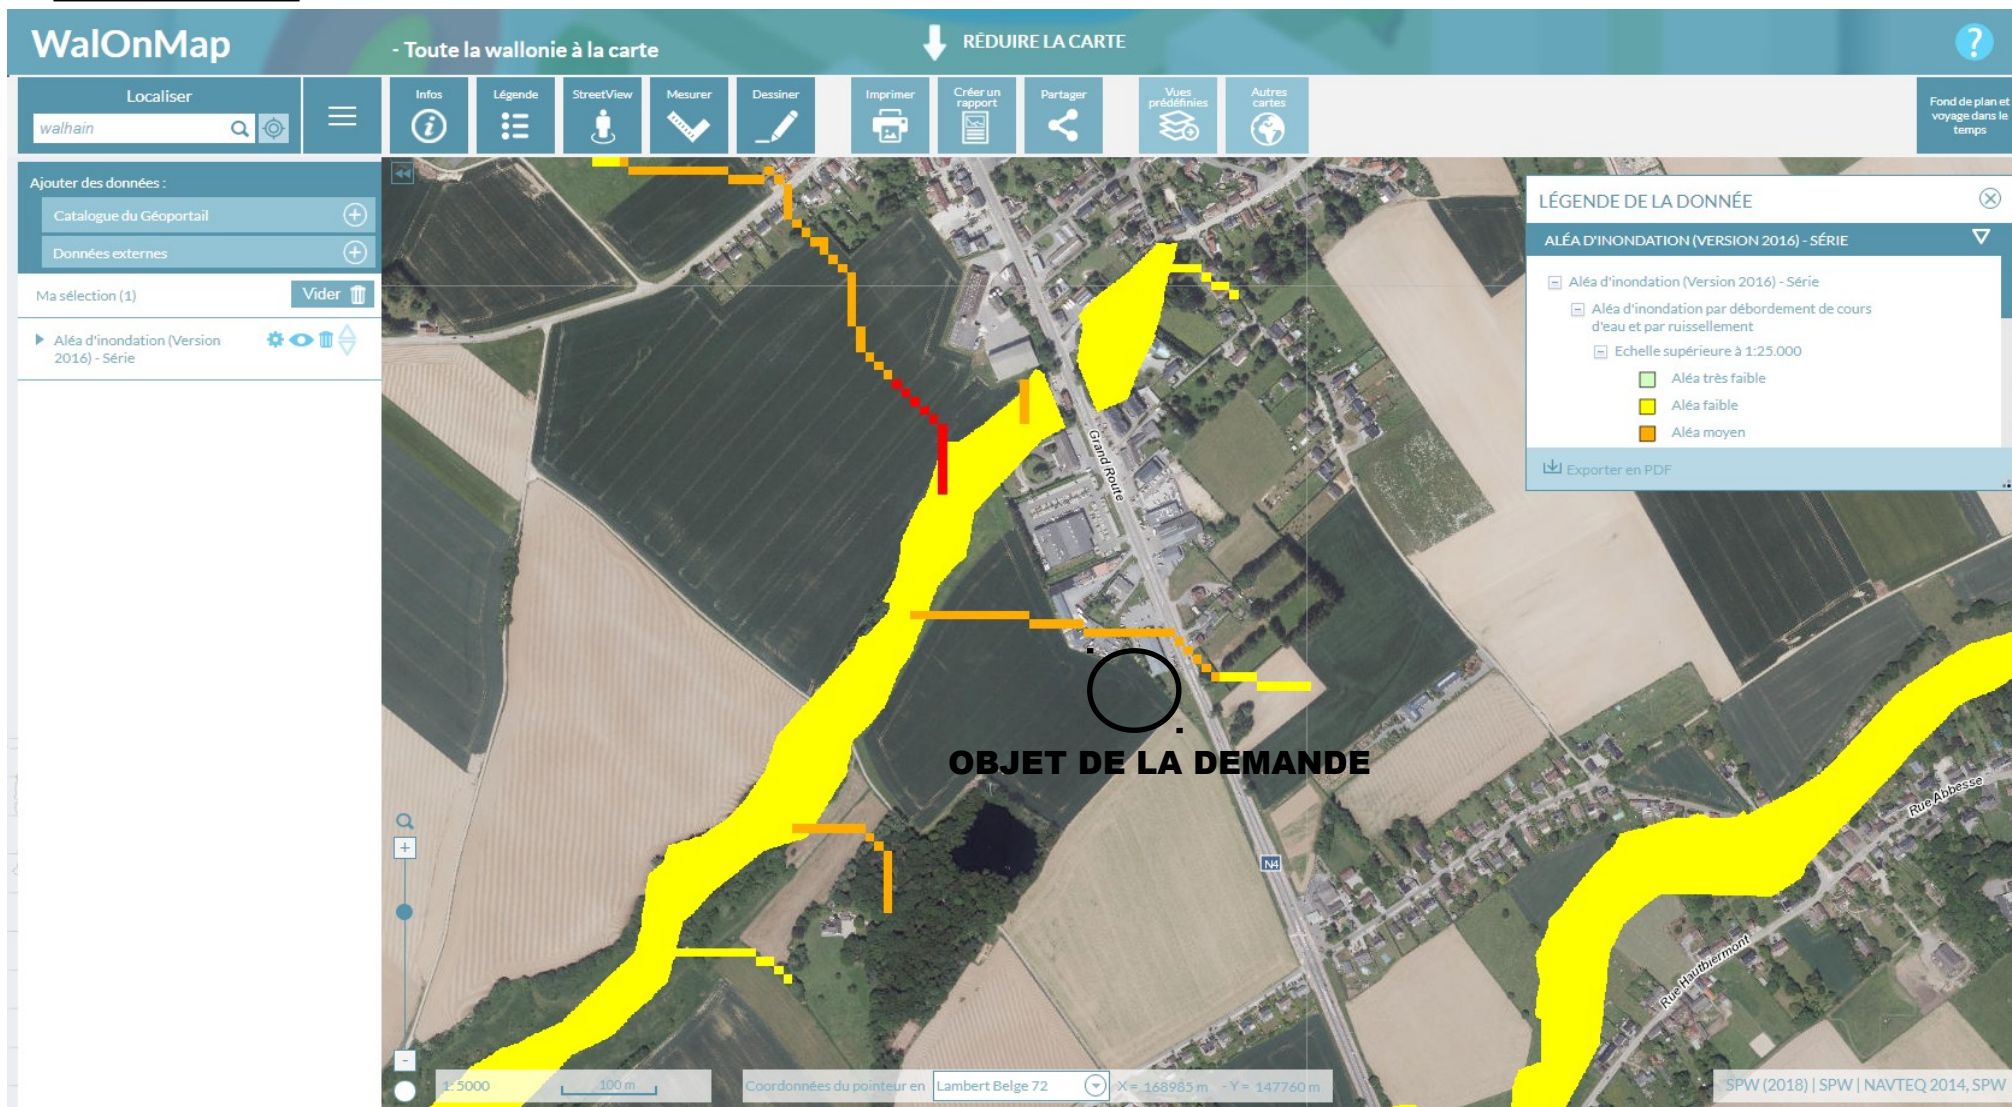 WalOnMap
- Toute la wallonie à la carte
RÉDUIRE LA CARTE
?
Localiser
walhain
Infos
Légende
StreetView
Mesurer
Dessiner
Imprimer
Créer un
rapport
Partager
Vues
prédéfinies
Autres
cartes
Fond de plan et
voyage dans le
temps
Ajouter des données :
Catalogue du Géoportail
Données externes
Ma sélection (1)
Vider
Aléa d'inondation (Version
2016) - Série
LÉGENDE DE LA DONNÉE
ALÉA D'INONDATION (VERSION 2016) - SÉRIE
Aléa d'inondation (Version 2016) - Série
Aléa d'inondation par débordement de cours
d'eau et par ruissellement
Echelle supérieure à 1:25.000
Aléa très faible
Aléa faible
Aléa moyen
Exporter en PDF
Grand Route
OBJET DE LA DEMANDE
N4
Rue Abbesse
Rue Hautbiermont
1: 5000
100 m
Coordonnées du pointeur en
Lambert Belge 72
X = 168985 m - Y = 147760 m
SPW (2018) | SPW | NAVTEQ 2014, SPW